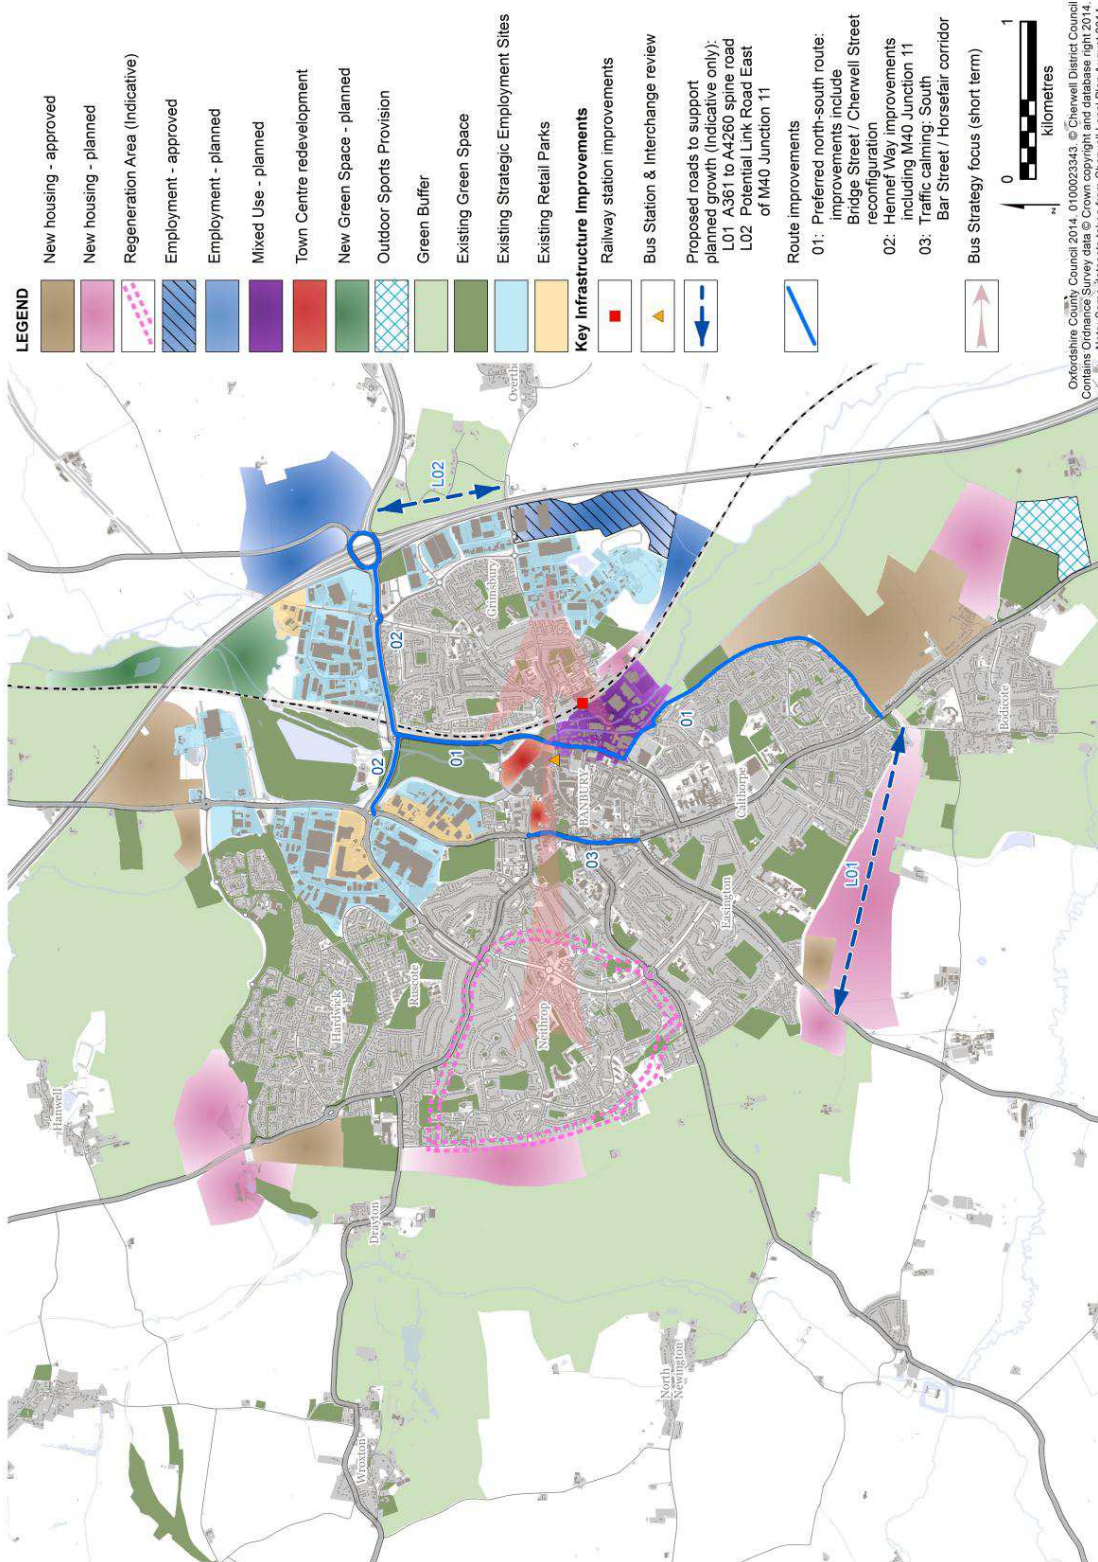 LEGEND
New housing - approved
New housing - planned
Regeneration Area (Indicative)
Employment - approved
Employment - planned
Mixed Use - planned
Town Centre redevelopment
New Green Space - planned
Outdoor Sports Provision
Green Buffer
Existing Green Space
Existing Strategic Employment Sites
Existing Retail Parks
Key Infrastructure Improvements
Railway station improvements
Bus Station & Interchange review
Proposed roads to support
planned growth (Indicative only):
L01 A361 to A4260 spine road
L02 Potential Link Road East
of M40 Junction 11
Route improvements
01: Preferred north-south route:
improvements include
Bridge Street / Cherwell Street
reconfiguration
02: Hennef Way improvements
including M40 Junction 11
03: Traffic calming: South
Bar Street / Horsefair corridor
Bus Strategy focus (short term)
N
0 1
kilometres
Oxfordshire County Council 2014. 0100023343. © Cherwell District Council
Contains Ordnance Survey data © Crown copyright and database right 2014.
Hanwell
Hardwick
Ruscote
Drayton
Wroxton
Neithrop
North
Newington
Grimsbury
BANBURY
Calthorpe
Easington
Bodicote
L02
02
02
01
01
03
L01